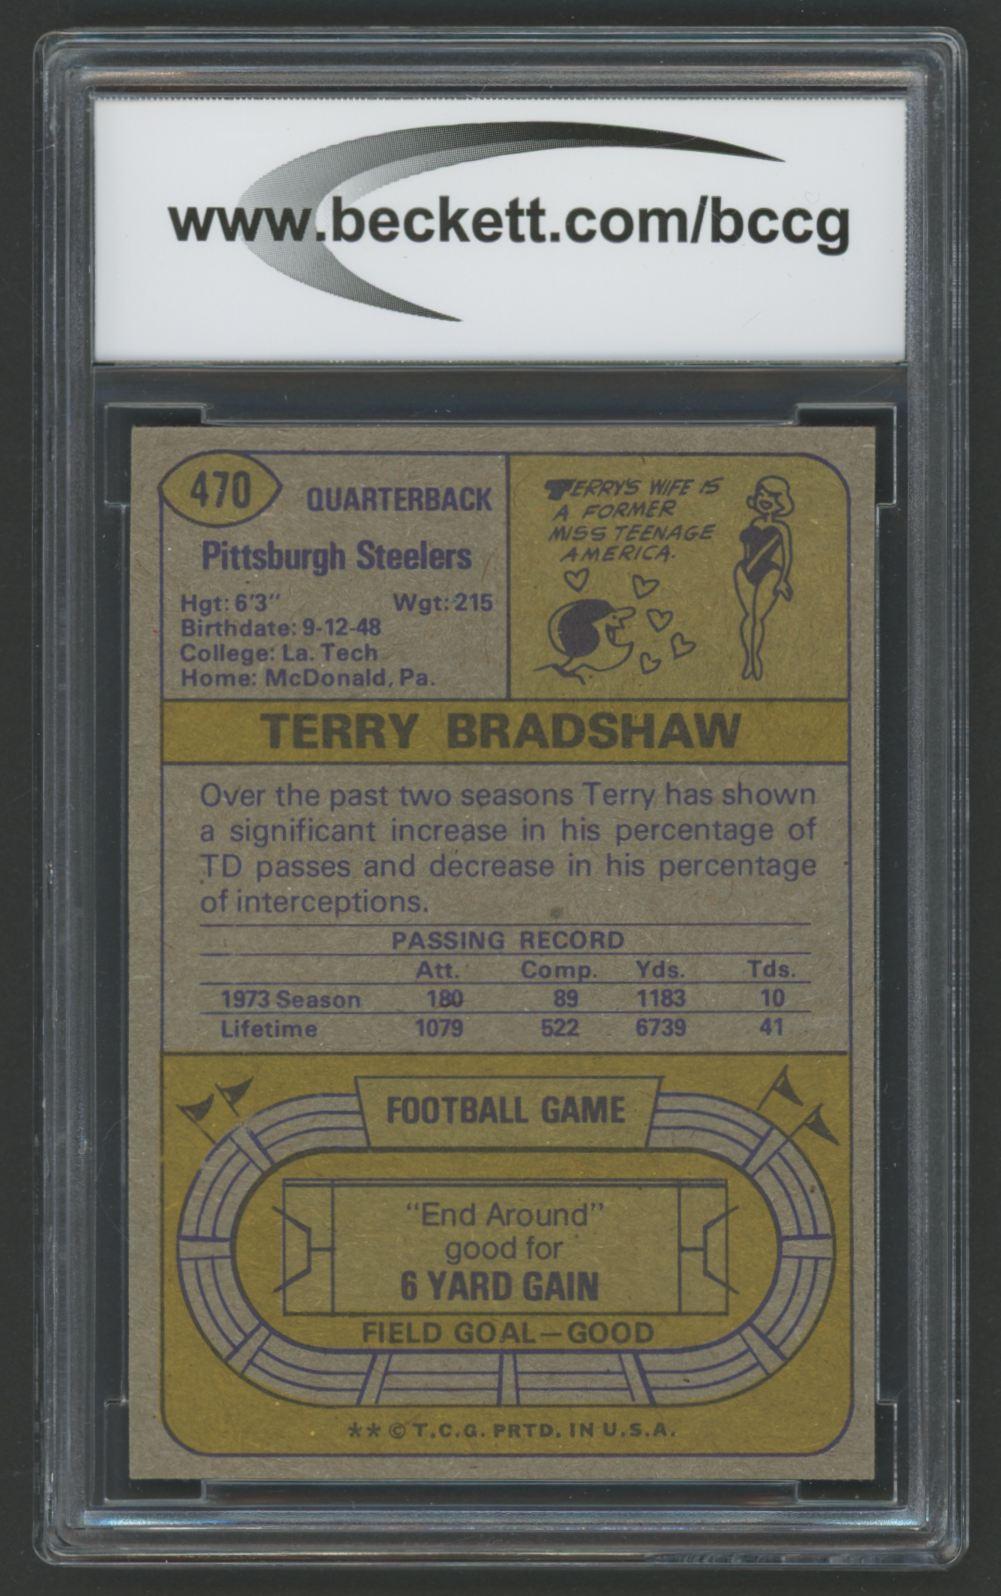 www.beckett.com/bccg
470
QUARTERBACK
Pittsburgh Steelers
Hgt: 6'3" Wgt: 215
Birthdate: 9-12-48
College: La. Tech
Home: McDonald, Pa.
TERRY'S WIFE IS
A FORMER
MISS TEENAGE
AMERICA.
TERRY BRADSHAW
Over the past two seasons Terry has shown
a significant increase in his percentage of
TD passes and decrease in his percentage
of interceptions.
PASSING RECORD
Att. Comp. Yds. Tds.
1973 Season 180 89 1183 10
Lifetime 1079 522 6739 41
FOOTBALL GAME
"End Around"
good for
6 YARD GAIN
FIELD GOAL—GOOD
** © T.C.G. PRTD. IN U.S.A.